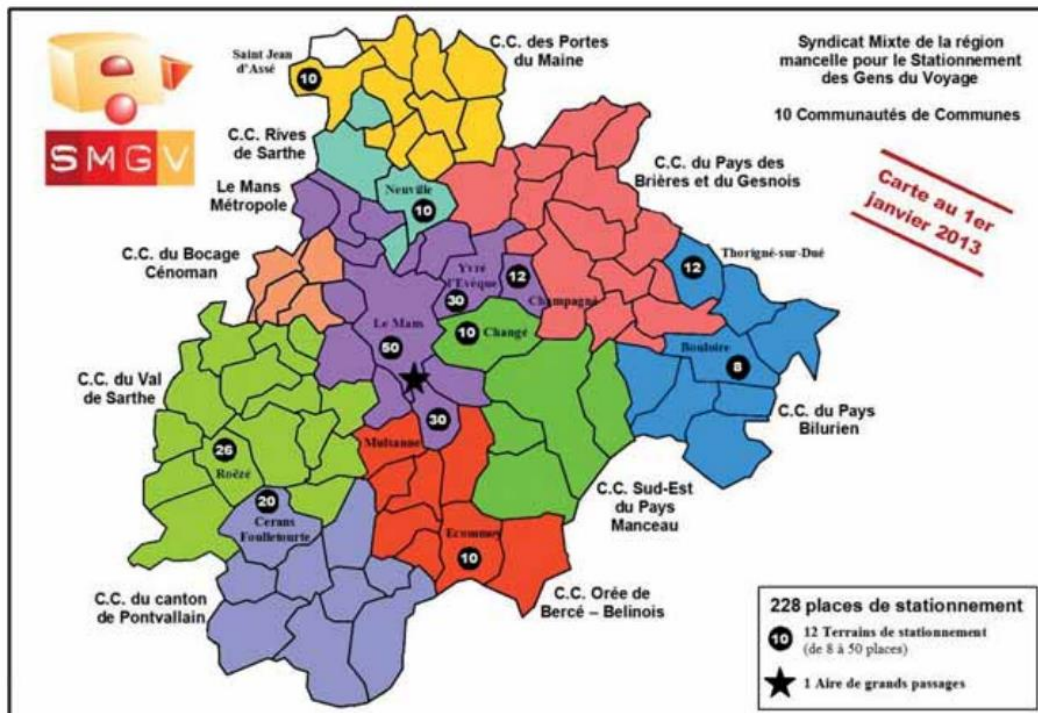 SMGV
Saint Jean
d'Assé
10
C.C. des Portes
du Maine
Syndicat Mixte de la région
mancelle pour le Stationnement
des Gens du Voyage
10 Communautés de Communes
Carte au 1er
janvier 2013
C.C. Rives
de Sarthe
Le Mans
Métropole
Neuville
10
C.C. du Pays des
Brières et du Gesnois
C.C. du Bocage
Cénoman
Yvré
l'Evêque
30
12
Champagné
12
Thorigné-sur-Dué
Le Mans
50
10
Changé
Bouloire
8
C.C. du Val
de Sarthe
30
Mulsanne
C.C. du Pays
Bilurien
26
Roëzé
20
Cerans
Foulletourte
C.C. Sud-Est
du Pays
Manceau
Ecommoy
10
C.C. du canton
de Pontvallain
C.C. Orée de
Bercé – Belinois
228 places de stationnement
10
12 Terrains de stationnement
(de 8 à 50 places)
1 Aire de grands passages